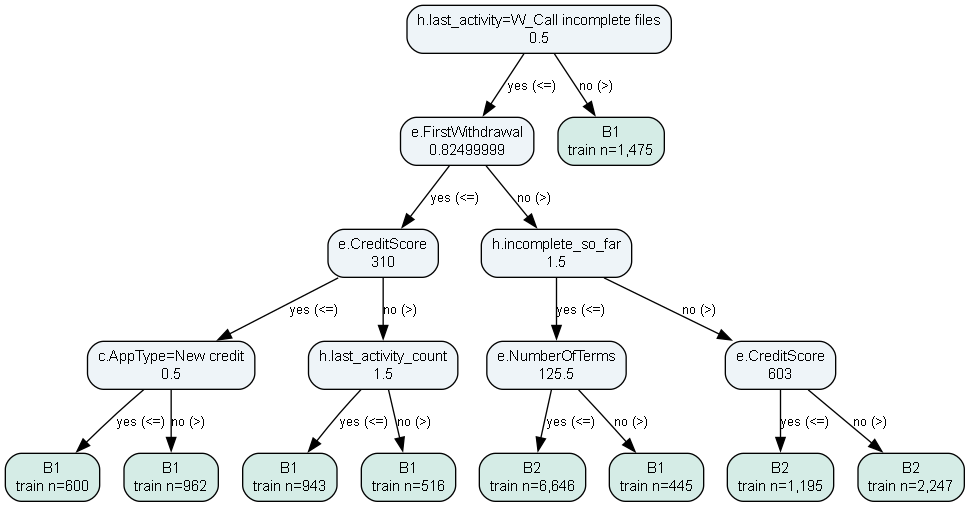 h.last_activity=W_Call incomplete files
0.5
yes (<=)
no (>)
e.FirstWithdrawal
0.82499999
B1
train n=1,475
yes (<=)
no (>)
e.CreditScore
310
h.incomplete_so_far
1.5
yes (<=)
no (>)
yes (<=)
no (>)
c.AppType=New credit
0.5
h.last_activity_count
1.5
e.NumberOfTerms
125.5
e.CreditScore
603
yes (<=)
no (>)
yes (<=)
no (>)
yes (<=)
no (>)
yes (<=)
no (>)
B1
train n=600
B1
train n=962
B1
train n=943
B1
train n=516
B2
train n=6,646
B1
train n=445
B2
train n=1,195
B2
train n=2,247